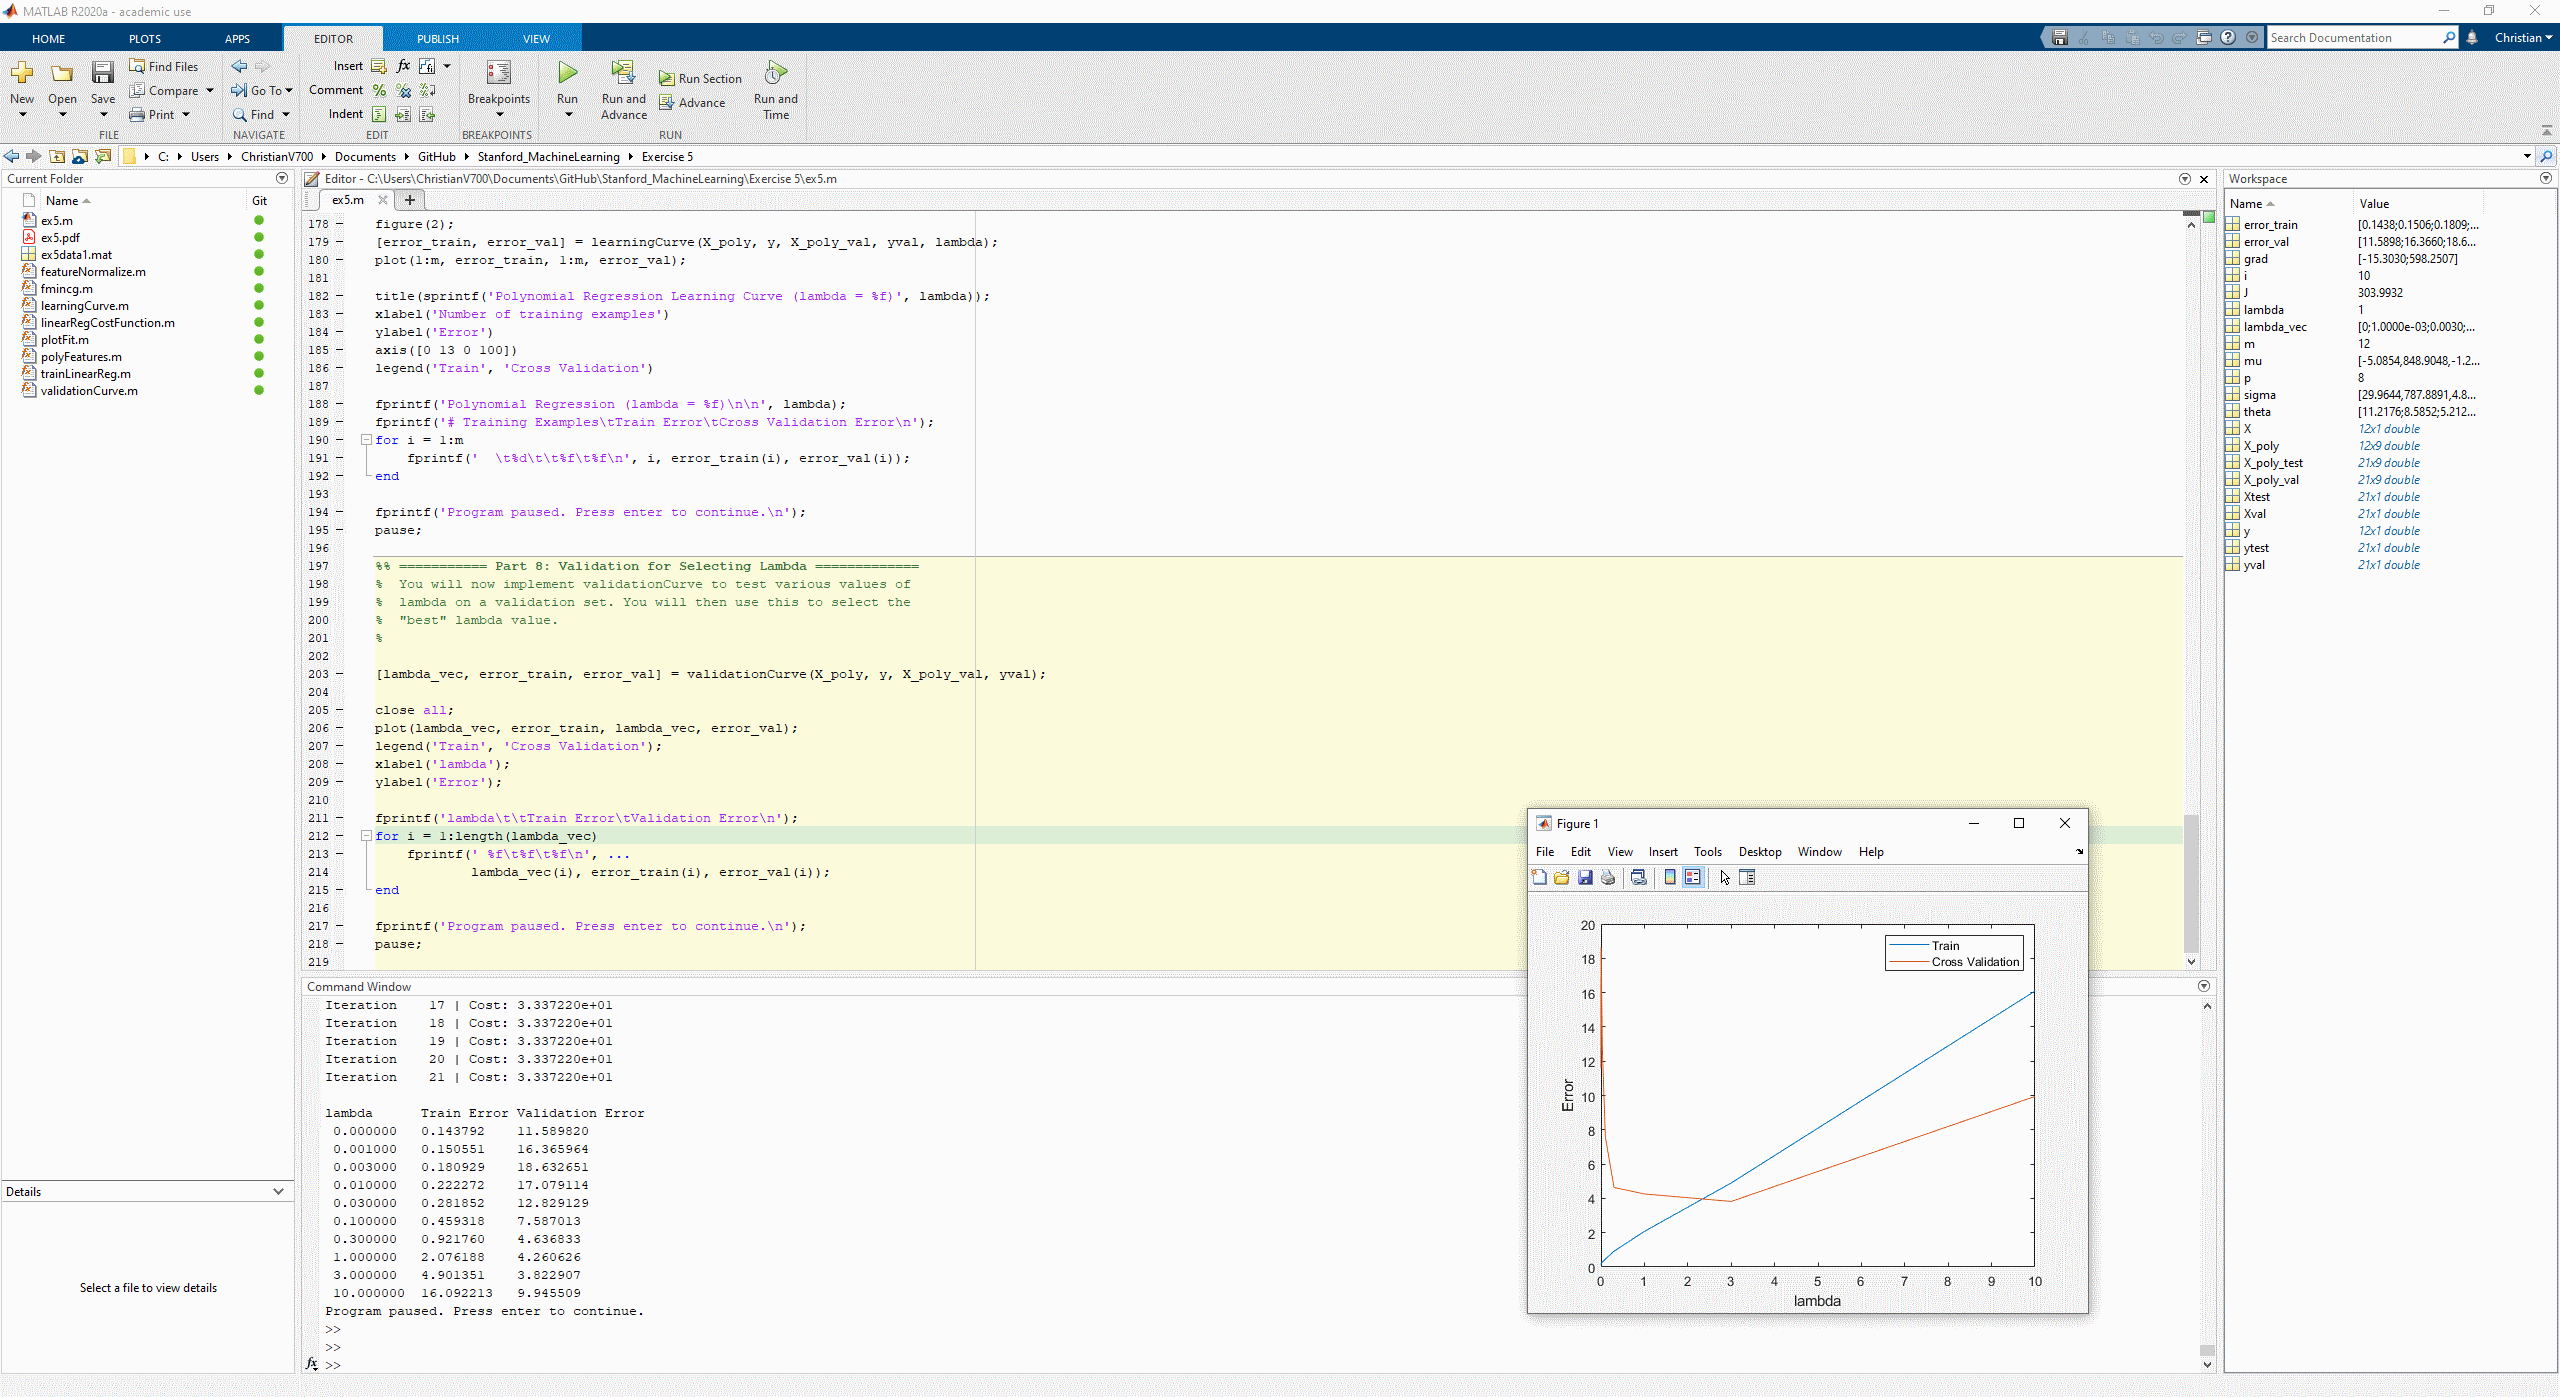 MATLAB R2020a - academic use
HOME PLOTS APPS EDITOR PUBLISH VIEW
Search Documentation
Christian
New
Open
Save
Find Files
Compare
Print
FILE
Go To
Find
NAVIGATE
Insert
Comment
Indent
EDIT
Breakpoints
BREAKPOINTS
Run
Run and Advance
Run Section
Advance
Run and Time
RUN
C: Users ChristianV700 Documents GitHub Stanford_MachineLearning Exercise 5
Current Folder
Name Git
ex5.m
ex5.pdf
ex5data1.mat
featureNormalize.m
fmincg.m
learningCurve.m
linearRegCostFunction.m
plotFit.m
polyFeatures.m
trainLinearReg.m
validationCurve.m
Details
Select a file to view details
Editor - C:\Users\ChristianV700\Documents\GitHub\Stanford_MachineLearning\Exercise 5\ex5.m
ex5.m
178 – figure(2);
179 – [error_train, error_val] = learningCurve(X_poly, y, X_poly_val, yval, lambda);
180 – plot(1:m, error_train, 1:m, error_val);
181
182 – title(sprintf('Polynomial Regression Learning Curve (lambda = %f)', lambda));
183 – xlabel('Number of training examples')
184 – ylabel('Error')
185 – axis([0 13 0 100])
186 – legend('Train', 'Cross Validation')
187
188 – fprintf('Polynomial Regression (lambda = %f)\n\n', lambda);
189 – fprintf('# Training Examples\tTrain Error\tCross Validation Error\n');
190 – for i = 1:m
191 – fprintf('  \t%d\t\t%f\t%f\n', i, error_train(i), error_val(i));
192 – end
193
194 – fprintf('Program paused. Press enter to continue.\n');
195 – pause;
196
197 %% =========== Part 8: Validation for Selecting Lambda =============
198 %  You will now implement validationCurve to test various values of
199 %  lambda on a validation set. You will then use this to select the
200 %  "best" lambda value.
201 %
202
203 – [lambda_vec, error_train, error_val] = validationCurve(X_poly, y, X_poly_val, yval);
204
205 – close all;
206 – plot(lambda_vec, error_train, lambda_vec, error_val);
207 – legend('Train', 'Cross Validation');
208 – xlabel('lambda');
209 – ylabel('Error');
210
211 – fprintf('lambda\t\tTrain Error\tValidation Error\n');
212 – for i = 1:length(lambda_vec)
213 – fprintf(' %f\t%f\t%f\n', ...
214 lambda_vec(i), error_train(i), error_val(i));
215 – end
216
217 – fprintf('Program paused. Press enter to continue.\n');
218 – pause;
219
Command Window
Iteration    17 | Cost: 3.337220e+01
Iteration    18 | Cost: 3.337220e+01
Iteration    19 | Cost: 3.337220e+01
Iteration    20 | Cost: 3.337220e+01
Iteration    21 | Cost: 3.337220e+01
lambda Train Error Validation Error
0.000000 0.143792 11.589820
0.001000 0.150551 16.365964
0.003000 0.180929 18.632651
0.010000 0.222272 17.079114
0.030000 0.281852 12.829129
0.100000 0.459318 7.587013
0.300000 0.921760 4.636833
1.000000 2.076188 4.260626
3.000000 4.901351 3.822907
10.000000 16.092213 9.945509
Program paused. Press enter to continue.
>>
>>
fx >>
Figure 1
File Edit View Insert Tools Desktop Window Help
20
18
16
14
12
10
8
6
4
2
0
Error
Train
Cross Validation
0 1 2 3 4 5 6 7 8 9 10
lambda
Workspace
Name Value
error_train [0.1438;0.1506;0.1809;...
error_val [11.5898;16.3660;18.6...
grad [-15.3030;598.2507]
i 10
J 303.9932
lambda 1
lambda_vec [0;1.0000e-03;0.0030;...
m 12
mu [-5.0854,848.9048,-1.2...
p 8
sigma [29.9644,787.8891,4.8...
theta [11.2176;8.5852;5.212...
X 12x1 double
X_poly 12x9 double
X_poly_test 21x9 double
X_poly_val 21x9 double
Xtest 21x1 double
Xval 21x1 double
y 12x1 double
ytest 21x1 double
yval 21x1 double